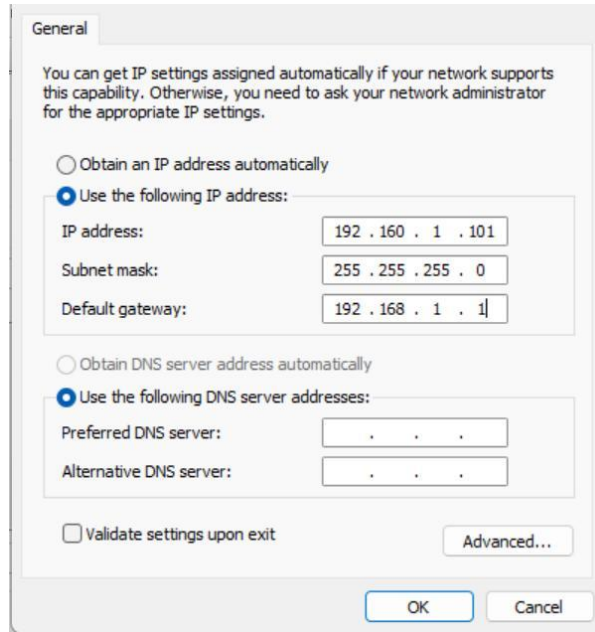 General
You can get IP settings assigned automatically if your network supports
this capability. Otherwise, you need to ask your network administrator
for the appropriate IP settings.
Obtain an IP address automatically
Use the following IP address:
IP address: 192 . 160 . 1 . 101
Subnet mask: 255 . 255 . 255 . 0
Default gateway: 192 . 168 . 1 . 1
Obtain DNS server address automatically
Use the following DNS server addresses:
Preferred DNS server: . . .
Alternative DNS server: . . .
Validate settings upon exit
Advanced...
OK Cancel